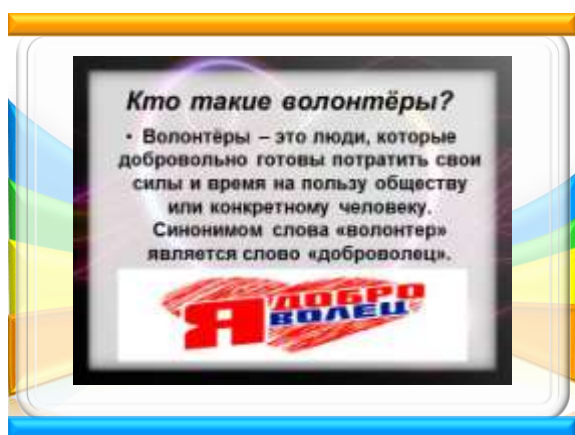 Кто такие волонтёры?
• Волонтёры – это люди, которые
добровольно готовы потратить свои
силы и время на пользу обществу
или конкретному человеку.
Синонимом слова «волонтер»
является слово «доброволец».
Я ДОБРО
ВОЛЕЦ